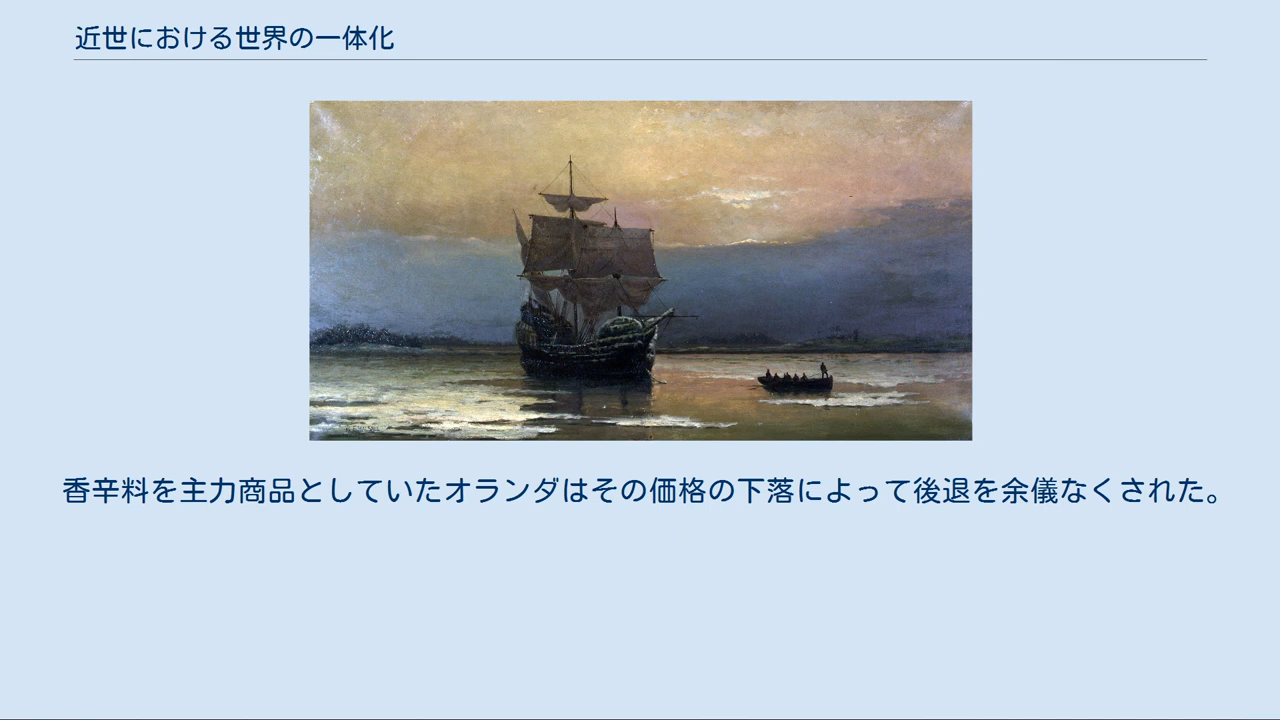 近世における世界の一体化
香辛料を主力商品としていたオランダはその価格の下落によって後退を余儀なくされた。